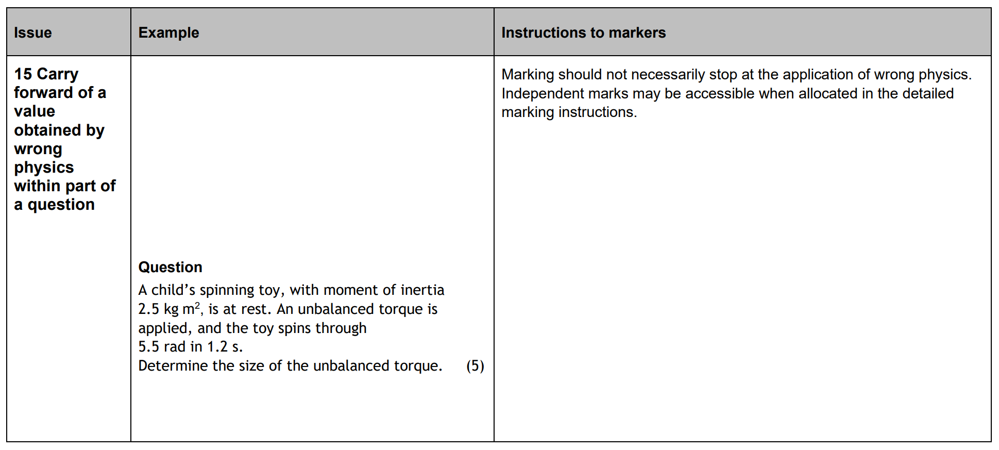 Issue
Example
Instructions to markers
15 Carry
forward of a
value
obtained by
wrong
physics
within part of
a question
Question
A child’s spinning toy, with moment of inertia
2.5 kg m², is at rest. An unbalanced torque is
applied, and the toy spins through
5.5 rad in 1.2 s.
Determine the size of the unbalanced torque. (5)
Marking should not necessarily stop at the application of wrong physics.
Independent marks may be accessible when allocated in the detailed
marking instructions.